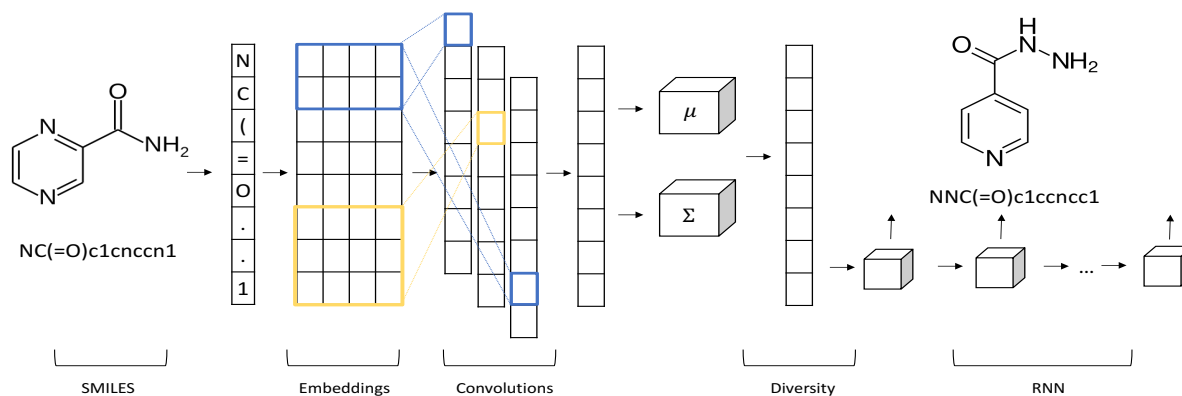 O
N
NH₂
N
NC(=O)c1cnccn1
N
C
(
=
O
.
.
1
μ
Σ
O
H
N
NH₂
N
NNC(=O)c1ccncc1
...
SMILES
Embeddings
Convolutions
Diversity
RNN